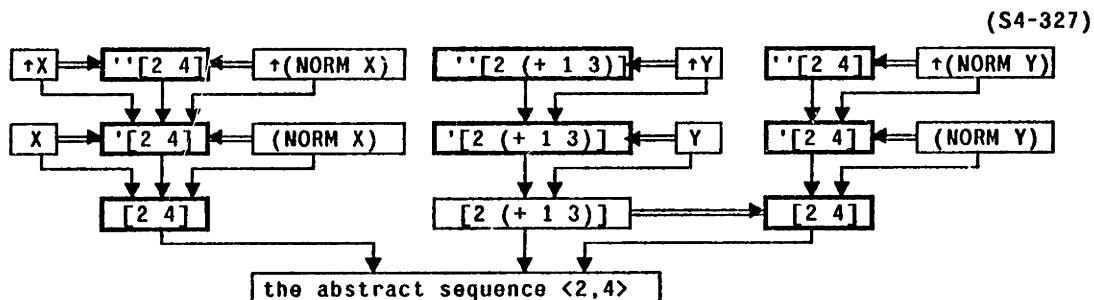 (S4-327)
↑X ''[2 4] ↑(NORM X) ''[2 (+ 1 3)] ↑Y ''[2 4] ↑(NORM Y)
X '[2 4] (NORM X) '[2 (+ 1 3)] Y '[2 4] (NORM Y)
[2 4] [2 (+ 1 3)] [2 4]
the abstract sequence <2,4>